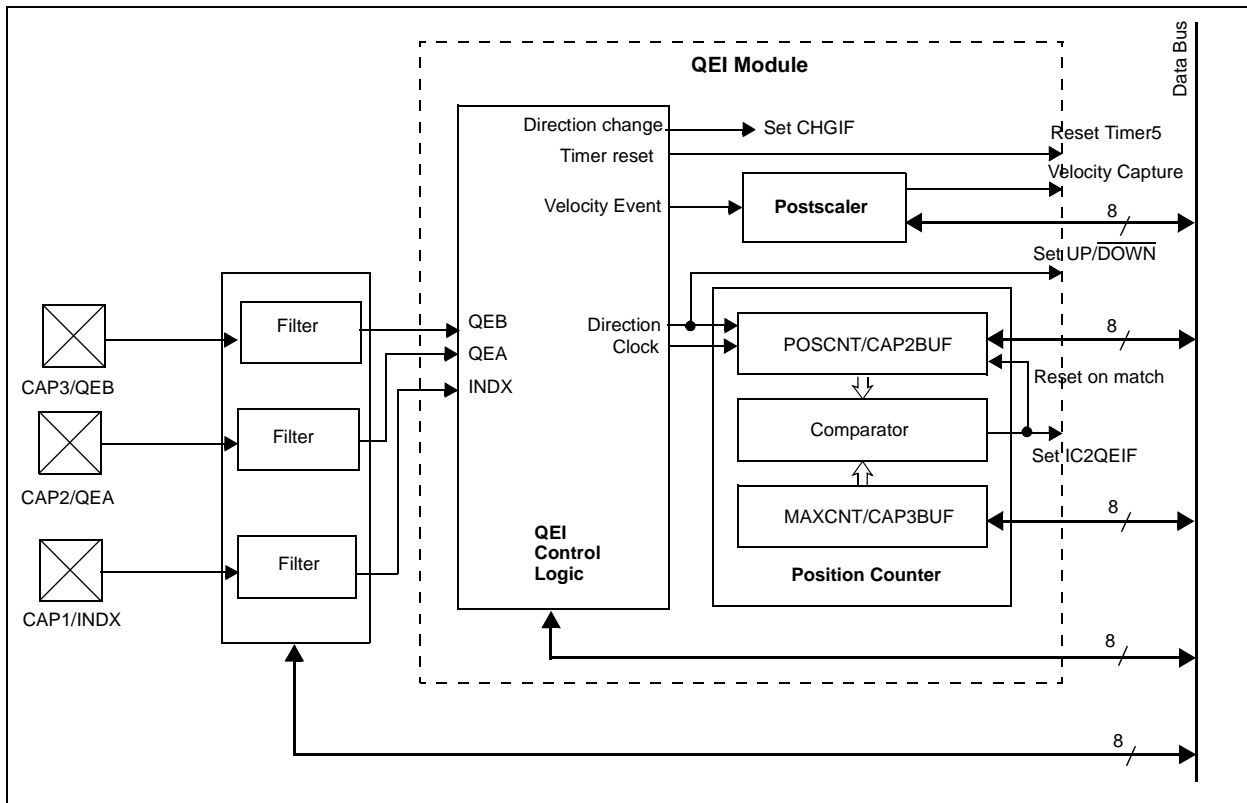 QEI Module
Data Bus
Direction change
Set CHGIF
Reset Timer5
Timer reset
Velocity Capture
Velocity Event
Postscaler
8
Set UP/DOWN
Filter
QEB
Direction
8
QEA
Clock
POSCNT/CAP2BUF
CAP3/QEB
INDX
Reset on match
Filter
Comparator
Set IC2QEIF
CAP2/QEA
MAXCNT/CAP3BUF
8
QEI
Control
Logic
Filter
Position Counter
CAP1/INDX
8
8